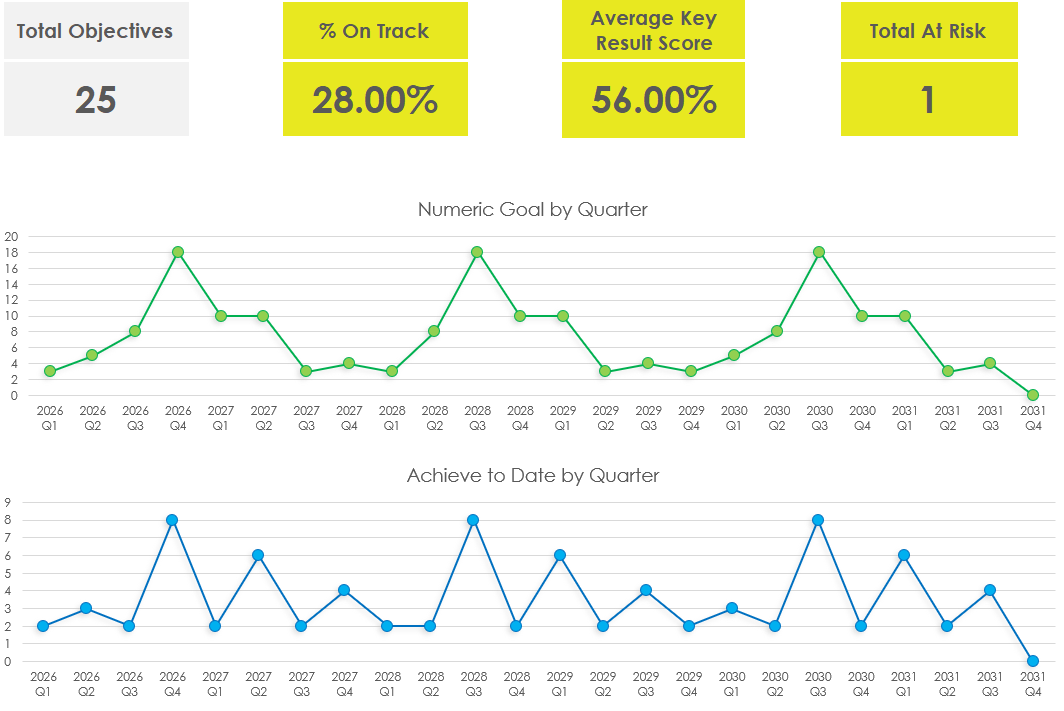 Total Objectives
% On Track
Average Key
Result Score
Total At Risk
25
28.00%
56.00%
1
Numeric Goal by Quarter
20
18
16
14
12
10
8
6
4
2
0
2026 2026 2026 2026 2027 2027 2027 2027 2028 2028 2028 2028 2029 2029 2029 2029 2030 2030 2030 2030 2031 2031 2031 2031
Q1 Q2 Q3 Q4 Q1 Q2 Q3 Q4 Q1 Q2 Q3 Q4 Q1 Q2 Q3 Q4 Q1 Q2 Q3 Q4 Q1 Q2 Q3 Q4
Achieve to Date by Quarter
9
8
7
6
5
4
3
2
1
0
2026 2026 2026 2026 2027 2027 2027 2027 2028 2028 2028 2028 2029 2029 2029 2029 2030 2030 2030 2030 2031 2031 2031 2031
Q1 Q2 Q3 Q4 Q1 Q2 Q3 Q4 Q1 Q2 Q3 Q4 Q1 Q2 Q3 Q4 Q1 Q2 Q3 Q4 Q1 Q2 Q3 Q4